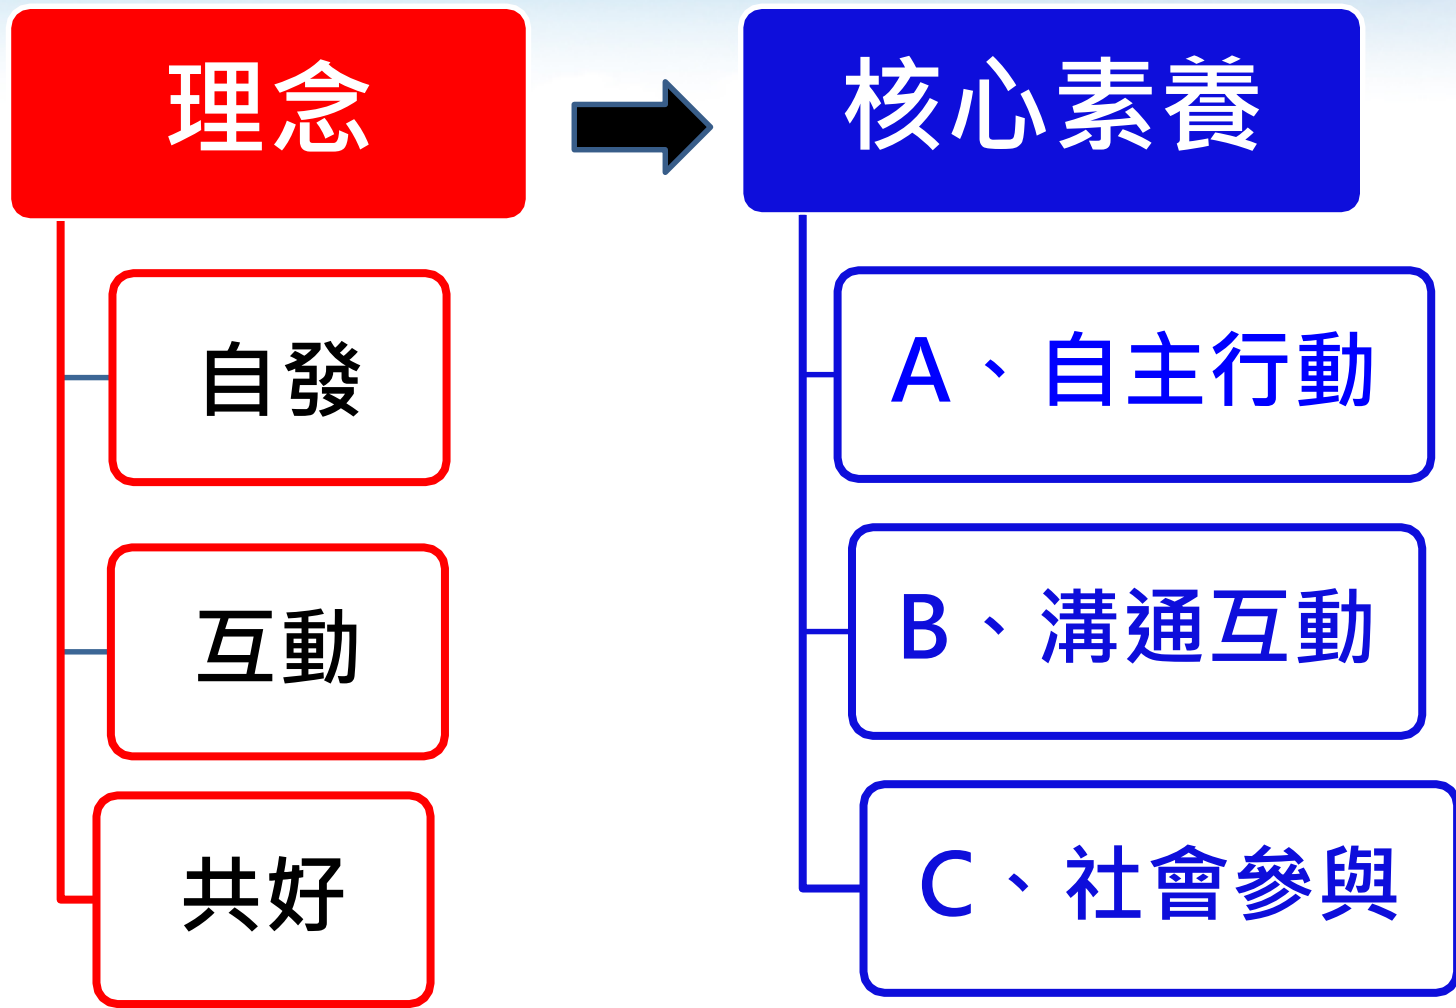 理念
自發
互動
共好
核心素養
A、自主行動
B、溝通互動
C、社會參與